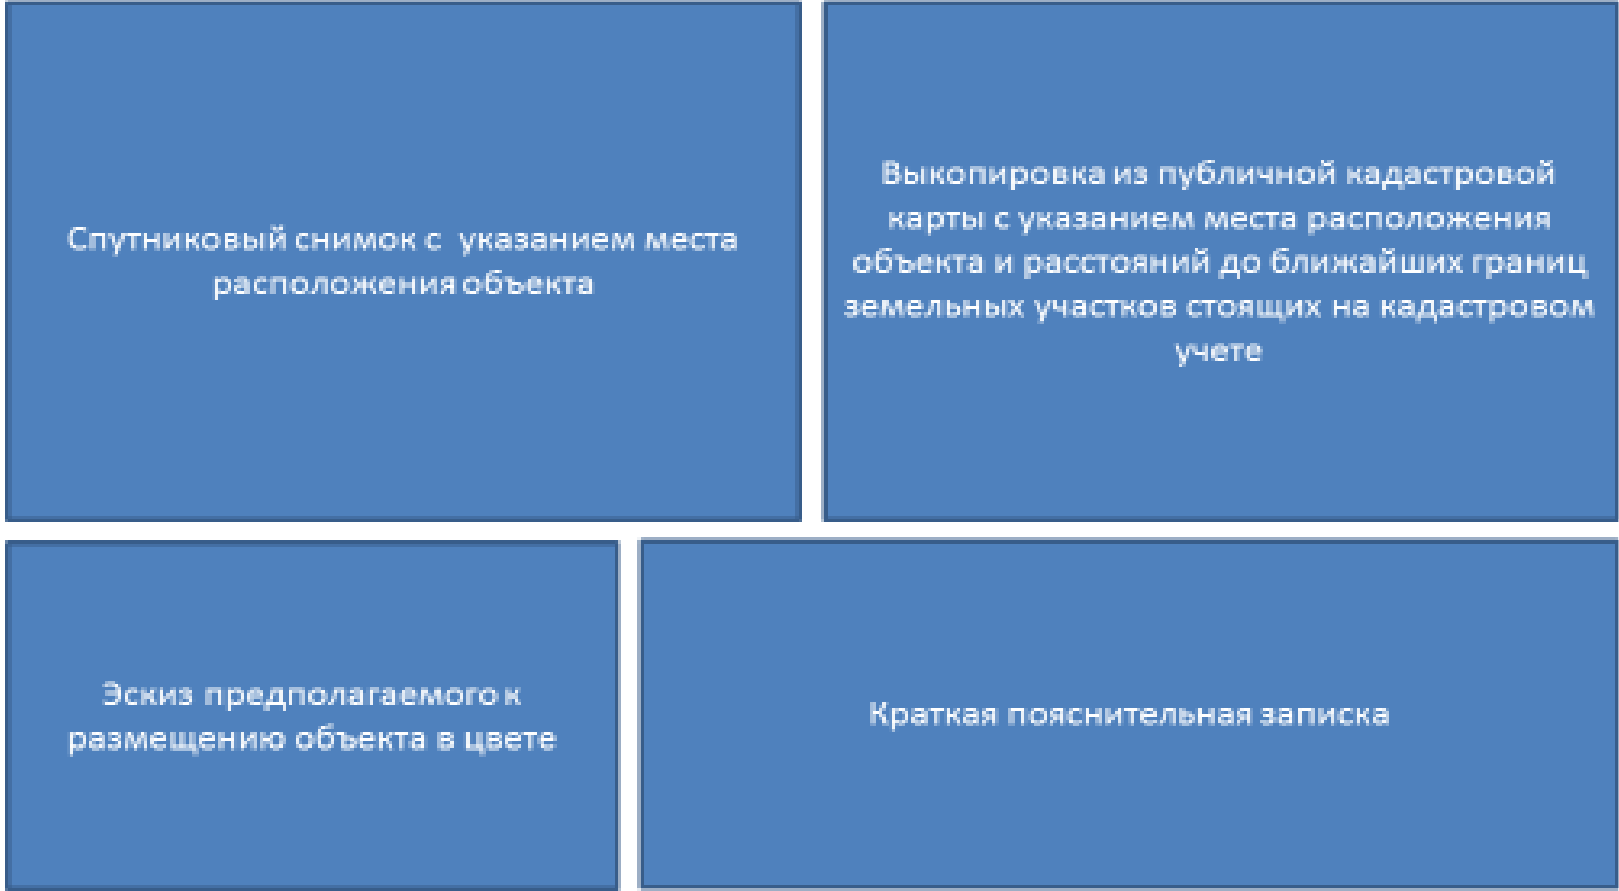 Спутниковый снимок с указанием места
расположения объекта
Выкопировка из публичной кадастровой
карты с указанием места расположения
объекта и расстояний до ближайших границ
земельных участков стоящих на кадастровом
учете
Эскиз предполагаемого к
размещению объекта в цвете
Краткая пояснительная записка